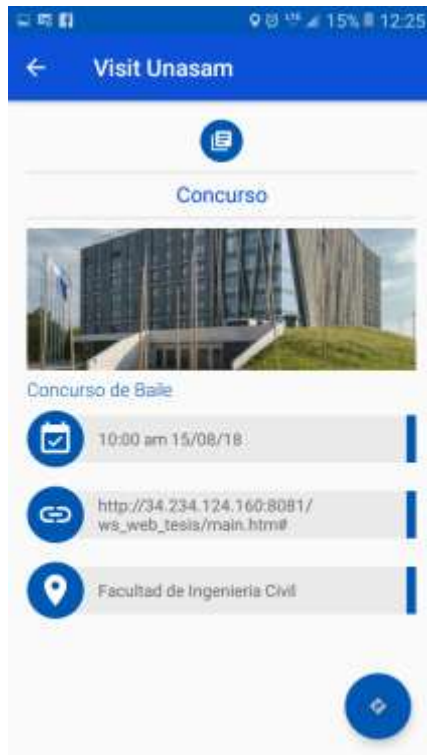 LTE 15% 12:25
Visit Unasam
Concurso
Concurso de Baile
10:00 am 15/08/18
http://34.234.124.160:8081/
ws_web_tesis/main.htm#
Facultad de Ingenieria Civil